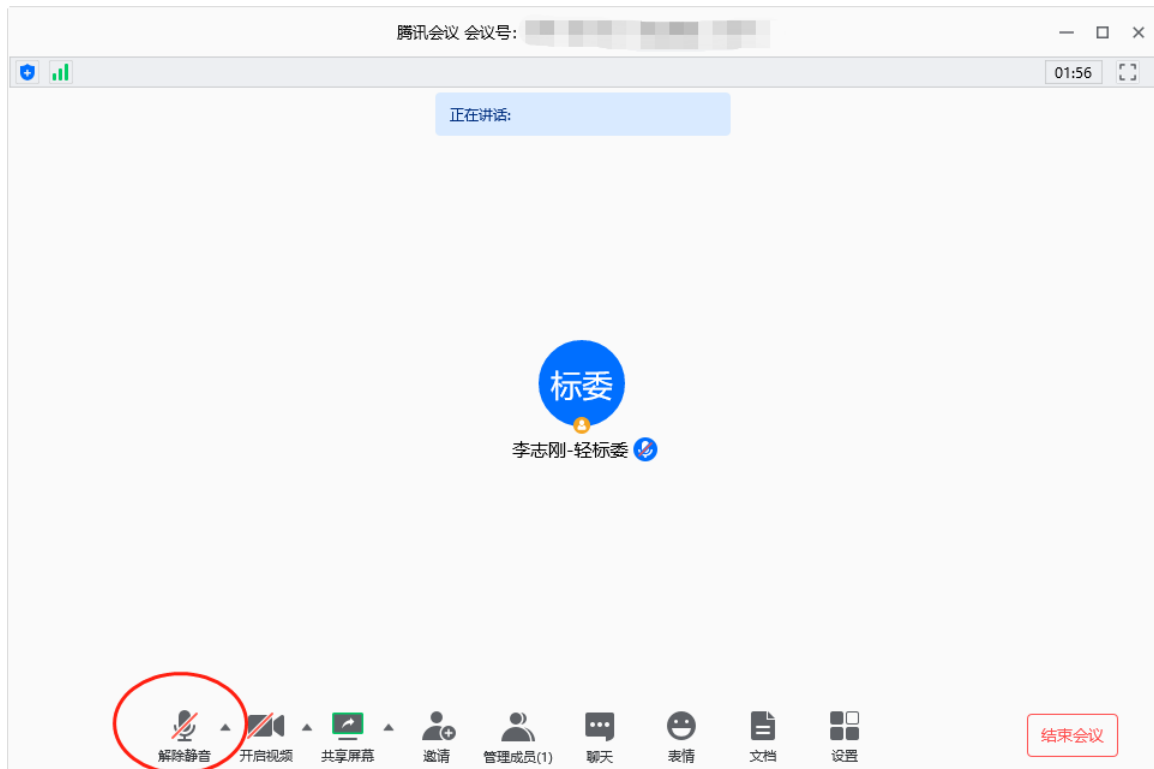 腾讯会议 会议号:
01:56
正在讲话:
标委
李志刚-轻标委
解除静音
开启视频
共享屏幕
邀请
管理成员(1)
聊天
表情
文档
设置
结束会议